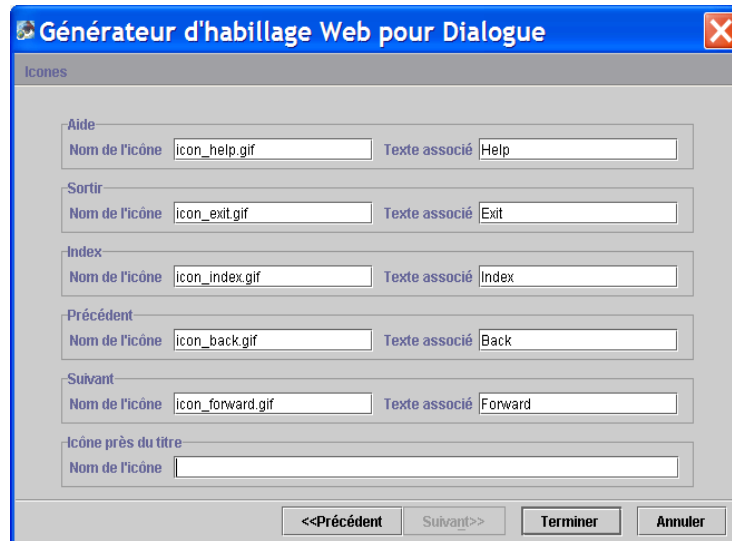 Générateur d'habillage Web pour Dialogue
Icones
Aide
Nom de l'icône icon_help.gif Texte associé Help
Sortir
Nom de l'icône icon_exit.gif Texte associé Exit
Index
Nom de l'icône icon_index.gif Texte associé Index
Précédent
Nom de l'icône icon_back.gif Texte associé Back
Suivant
Nom de l'icône icon_forward.gif Texte associé Forward
Icône près du titre
Nom de l'icône
<<Précédent Suivant>> Terminer Annuler